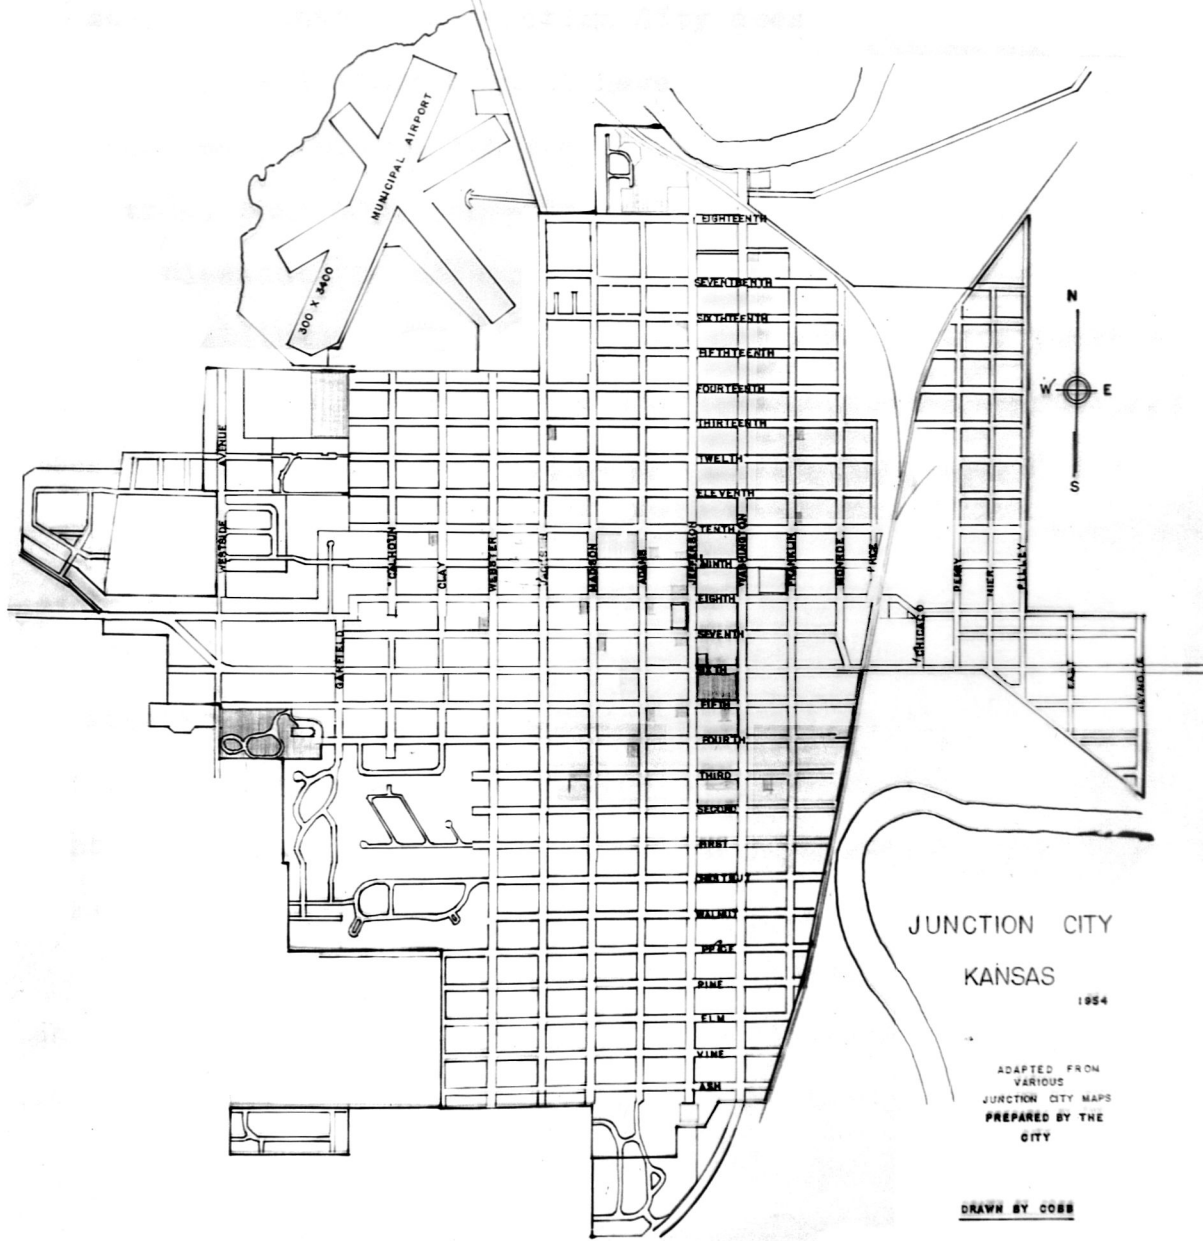 MUNICIPAL AIRPORT
300 X 3400
EIGHTEENTH
SEVENTEENTH
SIXTHTEENTH
FIFTHTEENTH
FOURTEENTH
THIRTEENTH
TWELTH
ELEVENTH
TENTH
NINTH
EIGHTH
SEVENTH
SIXTH
FIFTH
FOURTH
THIRD
SECOND
FIRST
CHESTNUT
WALNUT
PRICE
PINE
ELM
VINE
ASH
WESTSIDE AVENUE
GARFIELD
CALHOUN
CLAY
WEBSTER
MADISON
ADAMS
JEFFERSON
WASHINGTON
FRANKLIN
MONROE
PRICE
CHICAGO
PERRY
WIER
PILLEY
EAST
N
W E
S
JUNCTION CITY
KANSAS
1954
ADAPTED FROM
VARIOUS
JUNCTION CITY MAPS
PREPARED BY THE
CITY
DRAWN BY COBB